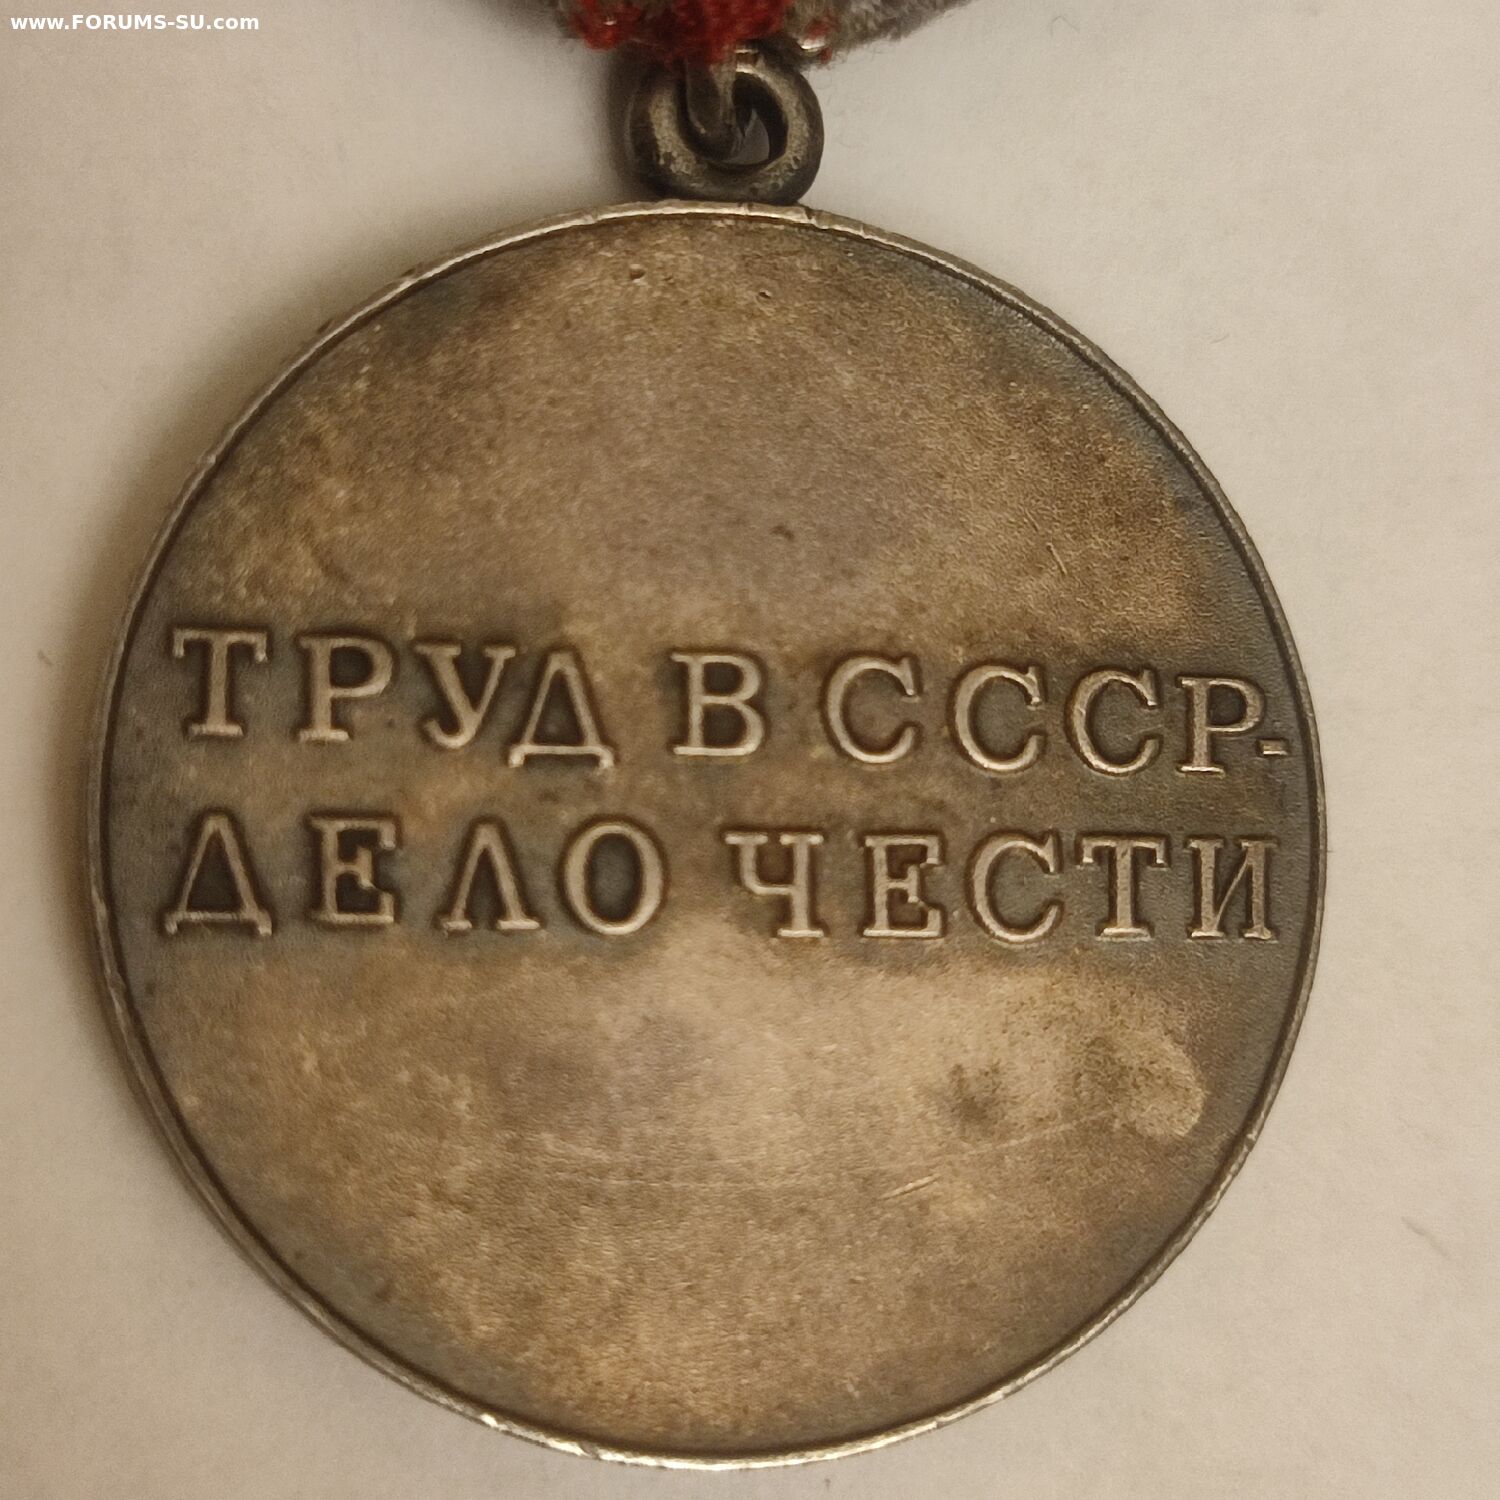 www.FORUMS-SU.com
ТРУД В СССР-
ДЕЛО ЧЕСТИ